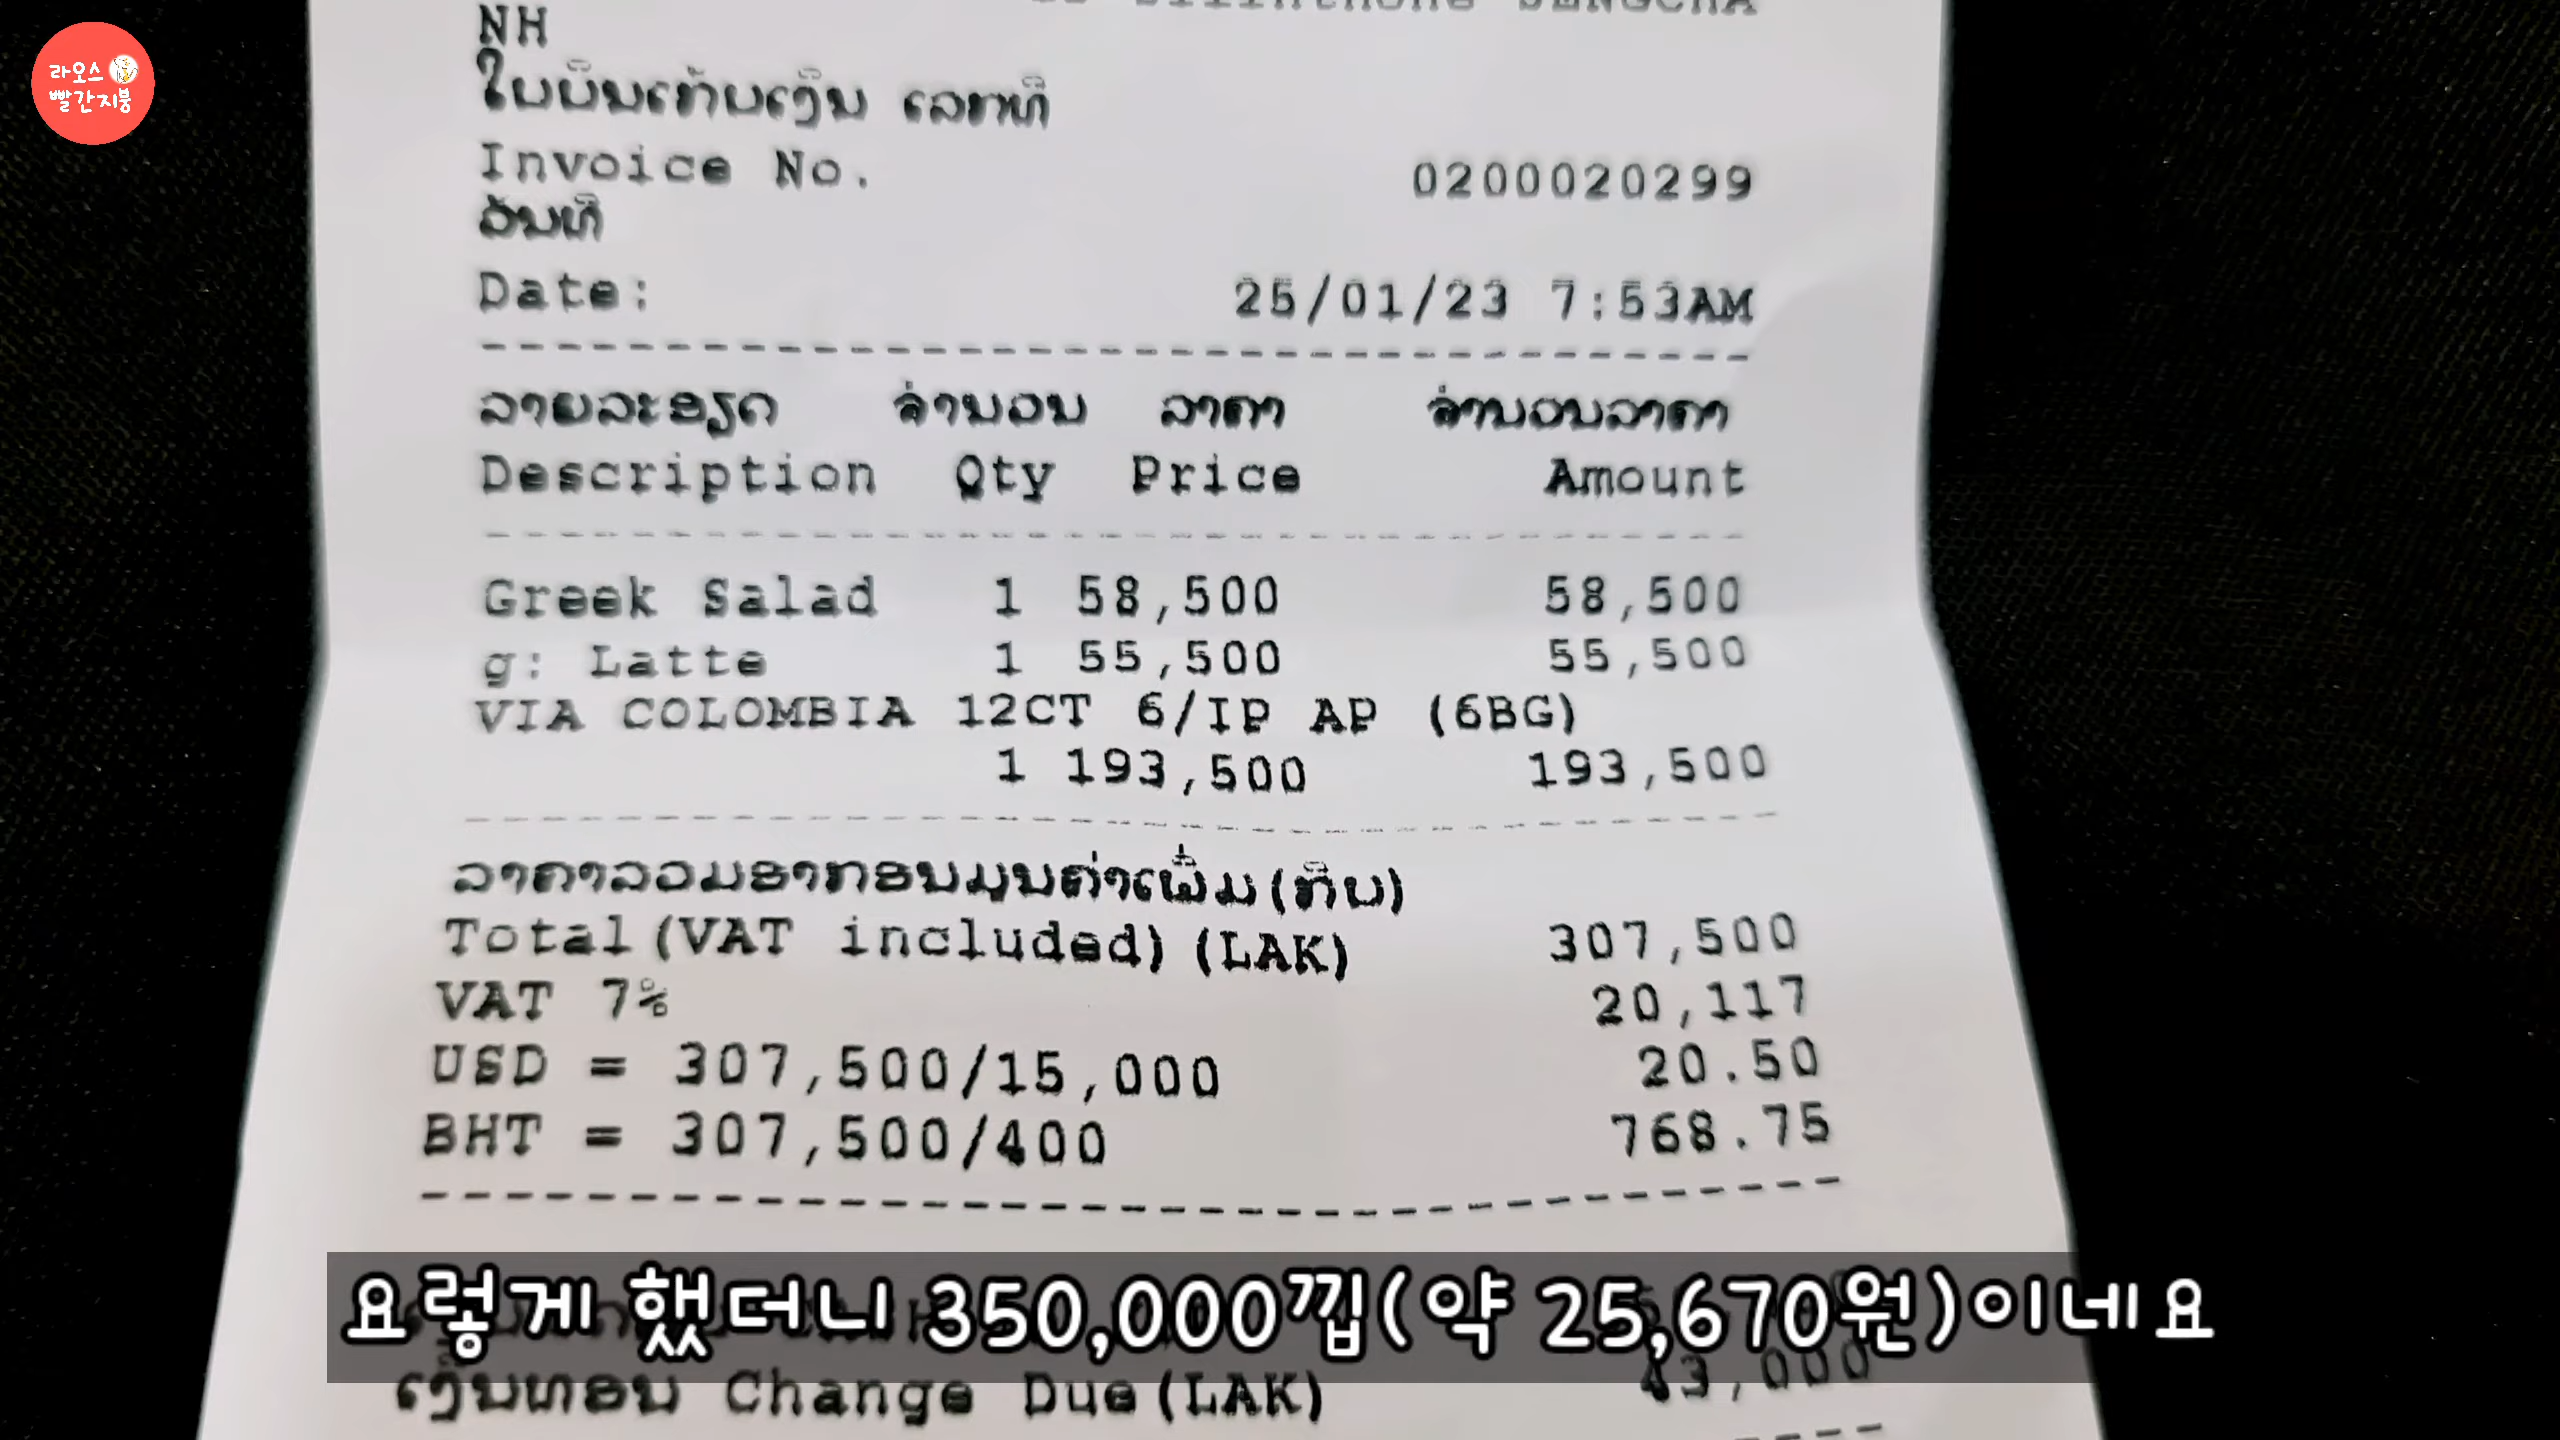 라오스
빨간지붕
SENGCHA
NH
ໃບບິນເກັບເງິນ ເລກທີ
Invoice No. 0200020299
ວັນທີ
Date: 25/01/23 7:53AM
ລາຍລະອຽດ ຈຳນວນ ລາຄາ ຈຳນວນລາຄາ
Description Qty Price Amount
Greek Salad 1 58,500 58,500
g: Latte 1 55,500 55,500
VIA COLOMBIA 12CT 6/IP AP (6BG)
1 193,500 193,500
ລາຄາລວມອາກອນມູນຄ່າເພີ່ມ(ກີບ)
Total(VAT included)(LAK) 307,500
VAT 7% 20,117
USD = 307,500/15,000 20.50
BHT = 307,500/400 768.75
요렇게 했더니 350,000낍(약 25,670원)이네요
ເງິນທອນ Change Due(LAK) 43,000